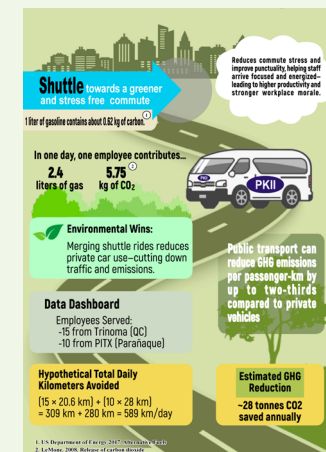 Reduces commute stress and
improve punctuality, helping staff
arrive focused and energized–
leading to higher productivity and
stronger workplace morale.
Shuttle towards a greener
and stress free commute
1 liter of gasoline contains about 0.62 kg of carbon. 1
In one day, one employee contributes...
2.4
liters of gas
5.75 2
kg of CO₂
PKII
PKII
Environmental Wins:
Merging shuttle rides reduces
private car use–cutting down
traffic and emissions.
Public transport can
reduce GHG emissions
per passenger-km by
up to two-thirds
compared to private
vehicles
Data Dashboard
Employees Served:
-15 from Trinoma (QC)
-10 from PITX (Parañaque)
Hypothetical Total Daily
Kilometers Avoided
(15 × 20.6 km) + (10 × 28 km)
= 309 km + 280 km = 589 km/day
Estimated GHG
Reduction
~28 tonnes CO2
saved annually
1. US Department of Energy 2017. Alternative Fuels
2. LeMone. 2008. Release of carbon dioxide